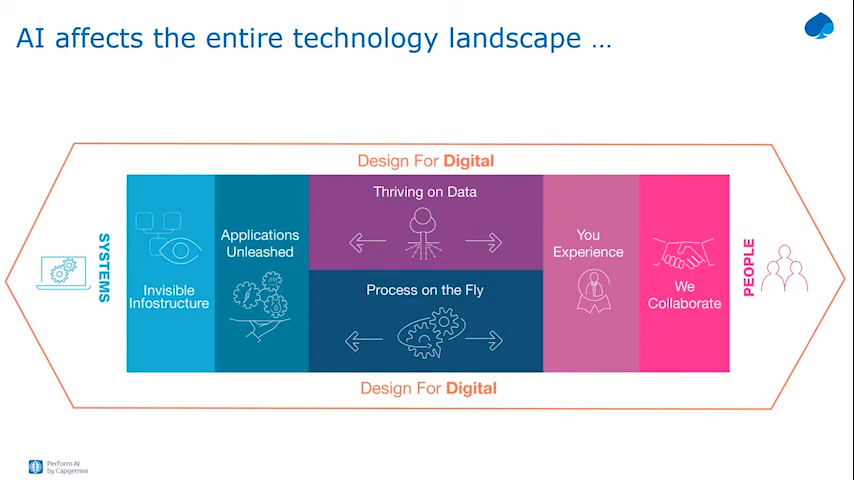 AI affects the entire technology landscape …
Design For Digital
SYSTEMS
Invisible
Infostructure
Applications
Unleashed
Thriving on Data
Process on the Fly
You
Experience
We
Collaborate
PEOPLE
Design For Digital
Perform AI
by Capgemini